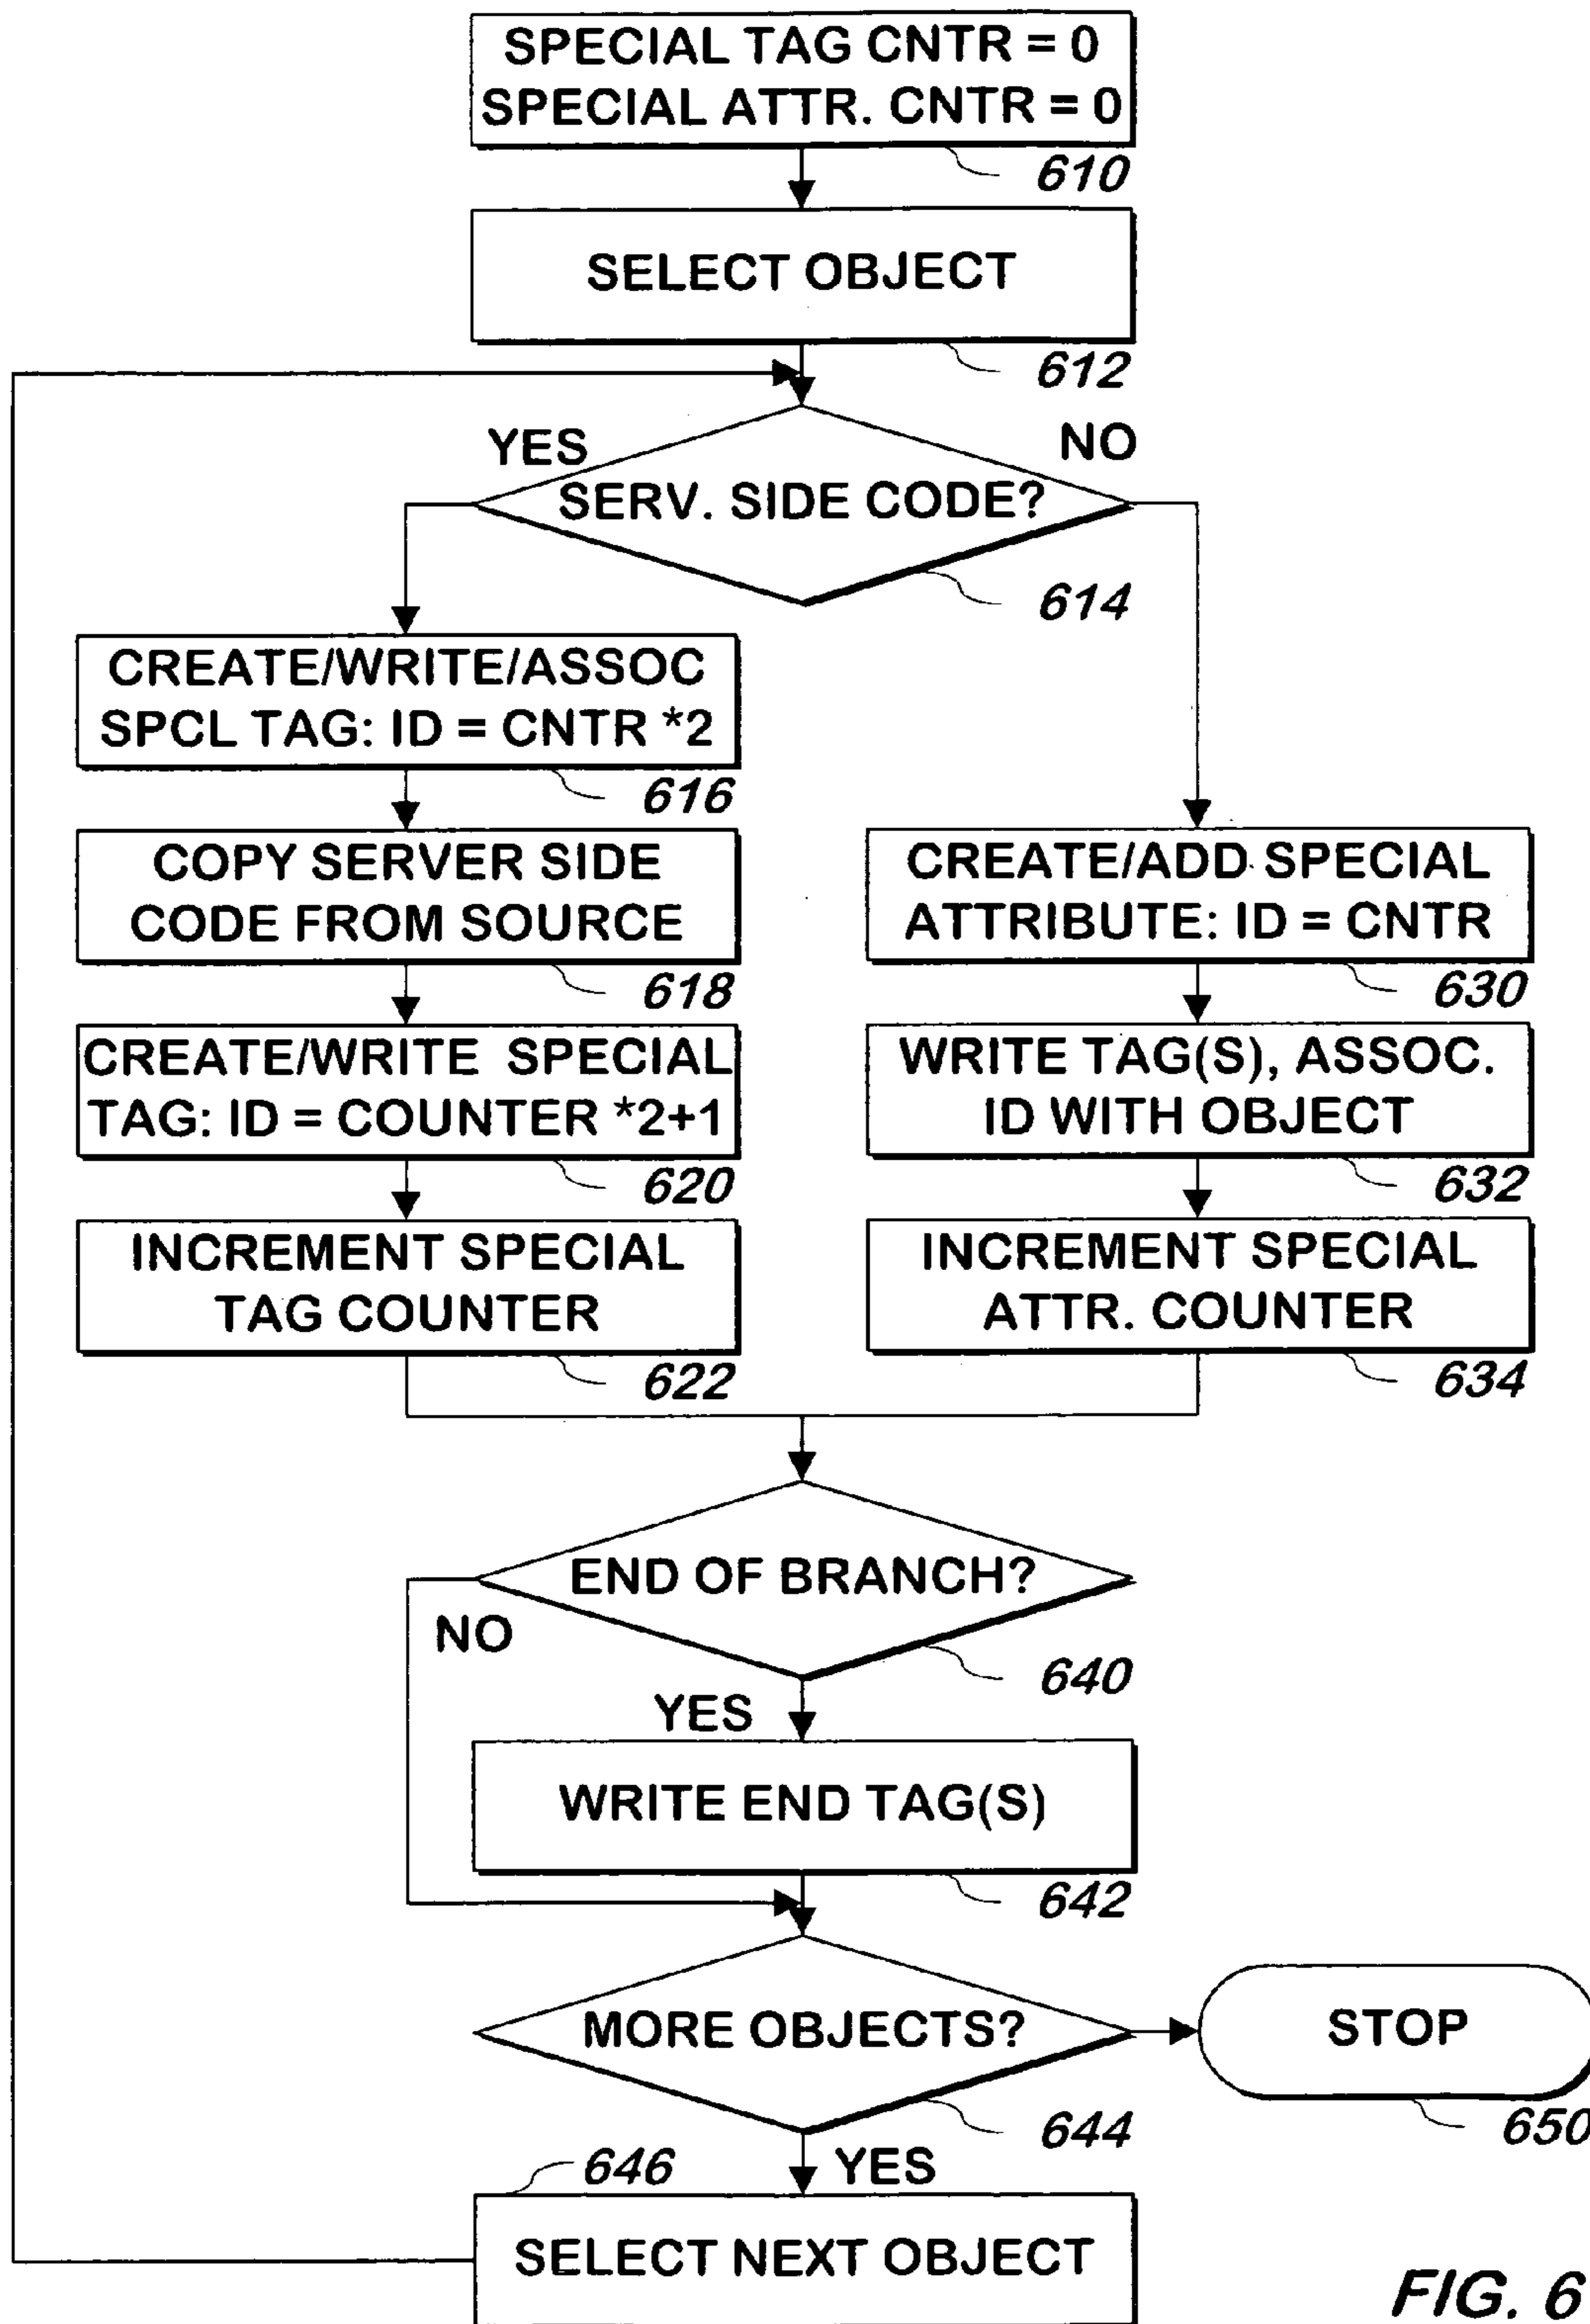 SPECIAL TAG CNTR = 0
SPECIAL ATTR. CNTR = 0
610
SELECT OBJECT
612
YES
NO
SERV. SIDE CODE?
614
CREATE/WRITE/ASSOC
SPCL TAG: ID = CNTR *2
616
COPY SERVER SIDE
CODE FROM SOURCE
618
CREATE/WRITE SPECIAL
TAG: ID = COUNTER *2+1
620
INCREMENT SPECIAL
TAG COUNTER
622
CREATE/ADD SPECIAL
ATTRIBUTE: ID = CNTR
630
WRITE TAG(S), ASSOC.
ID WITH OBJECT
632
INCREMENT SPECIAL
ATTR. COUNTER
634
END OF BRANCH?
NO
640
YES
WRITE END TAG(S)
642
MORE OBJECTS?
STOP
644
650
646
YES
SELECT NEXT OBJECT
FIG. 6